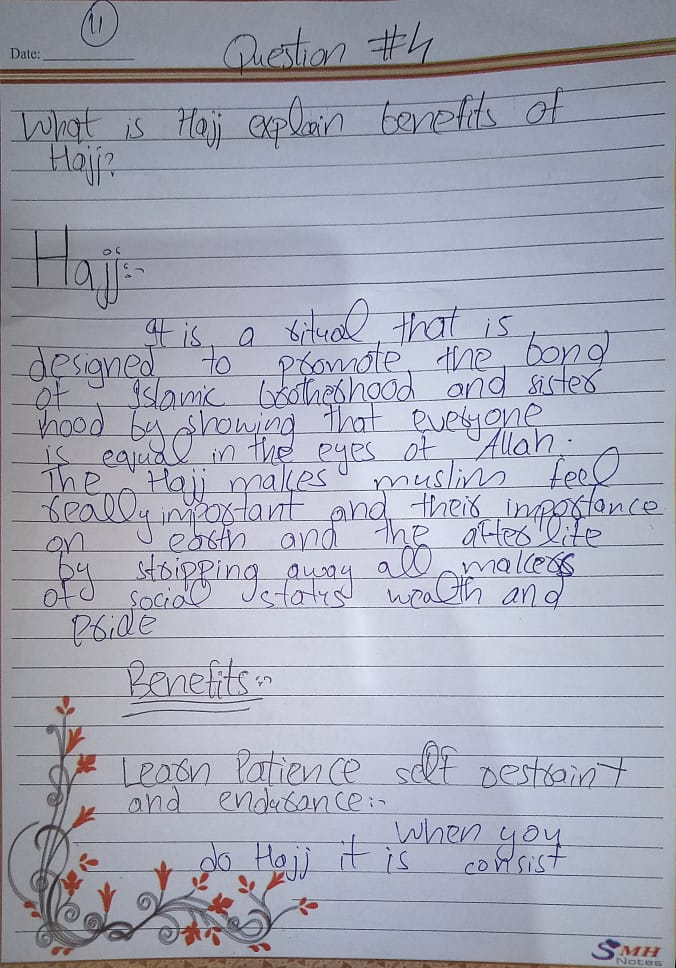 11
Date:
Question #4
What is Hajj explain benefits of
Hajj?
Hajj:-
It is a ritual that is
designed to promote the bond
of Islamic brotherhood and sister
hood by showing that everyone
is equal in the eyes of Allah.
The Hajj makes muslim feel
really important and their importance
on earth and the after life
by stripping away all markers
of social status wealth and
Pride
Benefits:-
Learn Patience self restraint
and endurance:-
When you
do Hajj it is consist
SMH
Notes